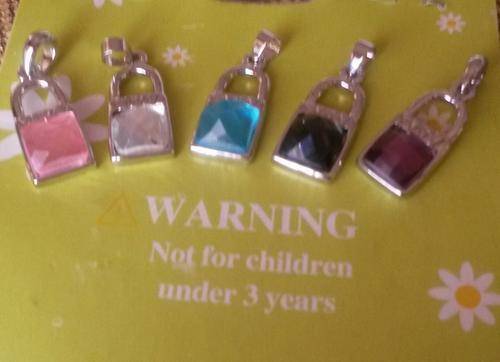 WARNING
Not for children
under 3 years